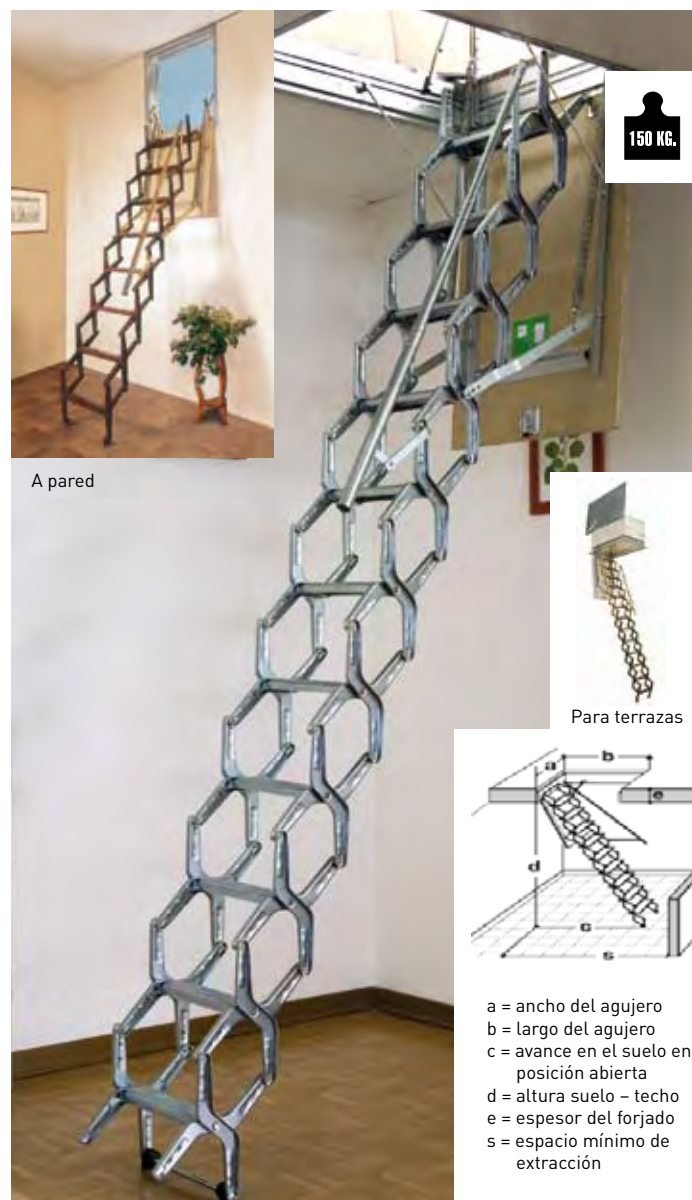 150 KG.
A pared
Para terrazas
a
b
e
d
c
s
a = ancho del agujero
b = largo del agujero
c = avance en el suelo en
posición abierta
d = altura suelo – techo
e = espesor del forjado
s = espacio mínimo de
extracción